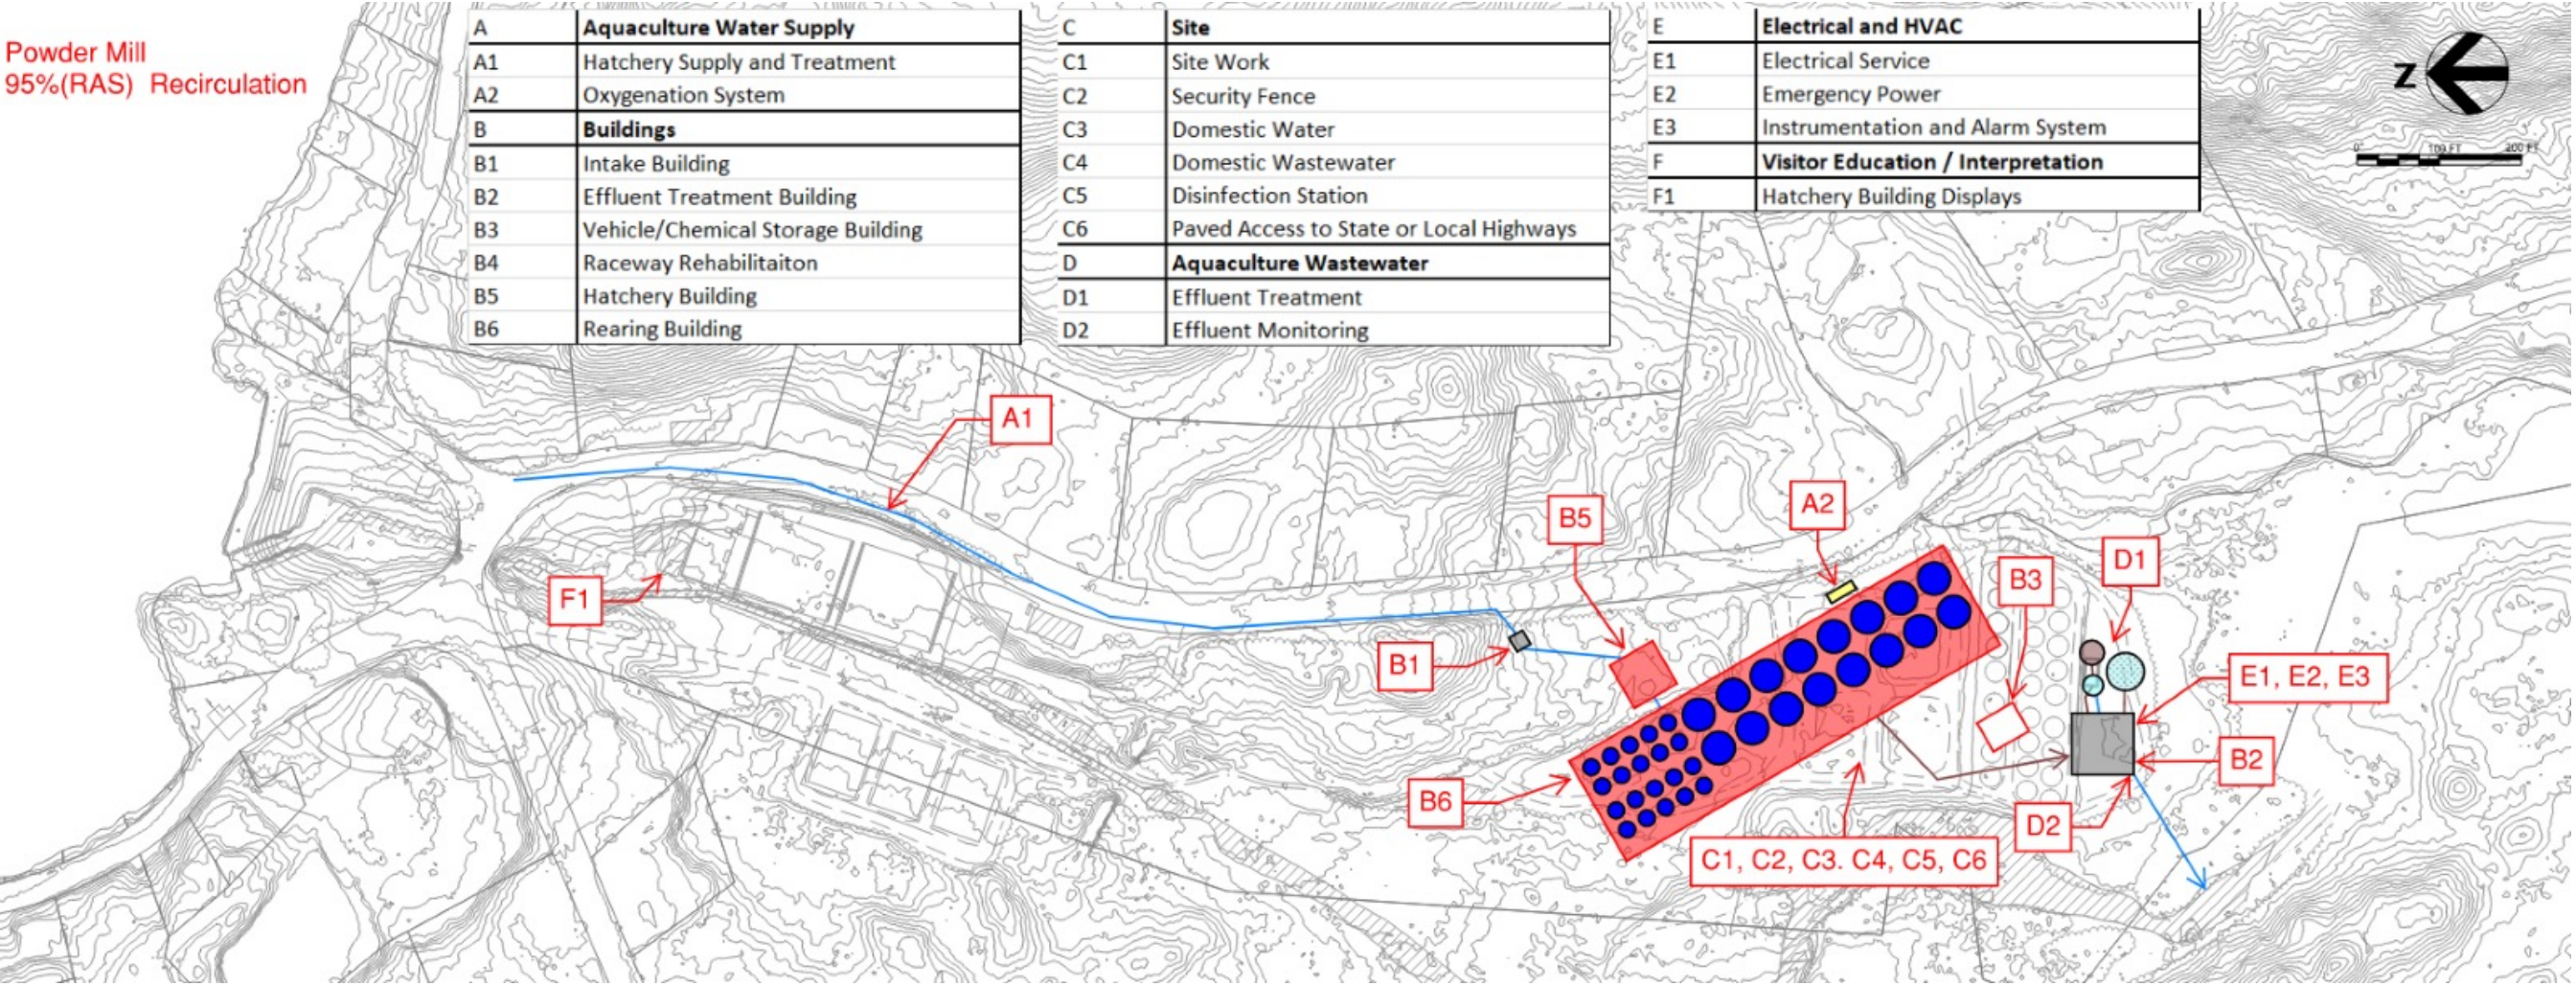 Powder Mill
95%(RAS) Recirculation
A Aquaculture Water Supply
A1 Hatchery Supply and Treatment
A2 Oxygenation System
B Buildings
B1 Intake Building
B2 Effluent Treatment Building
B3 Vehicle/Chemical Storage Building
B4 Raceway Rehabilitaiton
B5 Hatchery Building
B6 Rearing Building
C Site
C1 Site Work
C2 Security Fence
C3 Domestic Water
C4 Domestic Wastewater
C5 Disinfection Station
C6 Paved Access to State or Local Highways
D Aquaculture Wastewater
D1 Effluent Treatment
D2 Effluent Monitoring
E Electrical and HVAC
E1 Electrical Service
E2 Emergency Power
E3 Instrumentation and Alarm System
F Visitor Education / Interpretation
F1 Hatchery Building Displays
Z
0' 100 FT 200 FT
A1
B5
A2
D1
B3
F1
B1
E1, E2, E3
B2
B6
D2
C1, C2, C3. C4, C5, C6